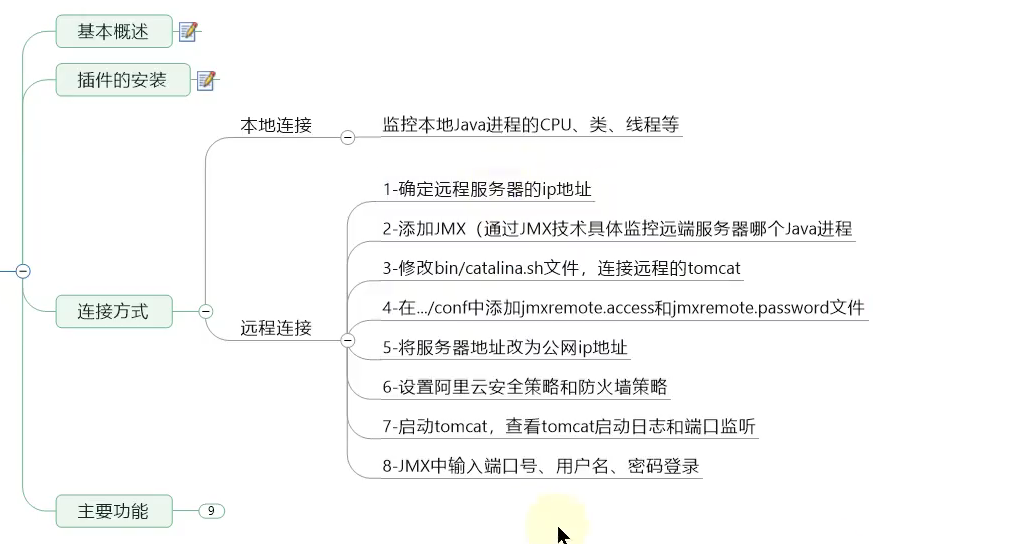 基本概述
插件的安装
本地连接
监控本地Java进程的CPU、类、线程等
1-确定远程服务器的ip地址
2-添加JMX（通过JMX技术具体监控远端服务器哪个Java进程
3-修改bin/catalina.sh文件，连接远程的tomcat
连接方式
4-在.../conf中添加jmxremote.access和jmxremote.password文件
远程连接
5-将服务器地址改为公网ip地址
6-设置阿里云安全策略和防火墙策略
7-启动tomcat，查看tomcat启动日志和端口监听
8-JMX中输入端口号、用户名、密码登录
主要功能
9